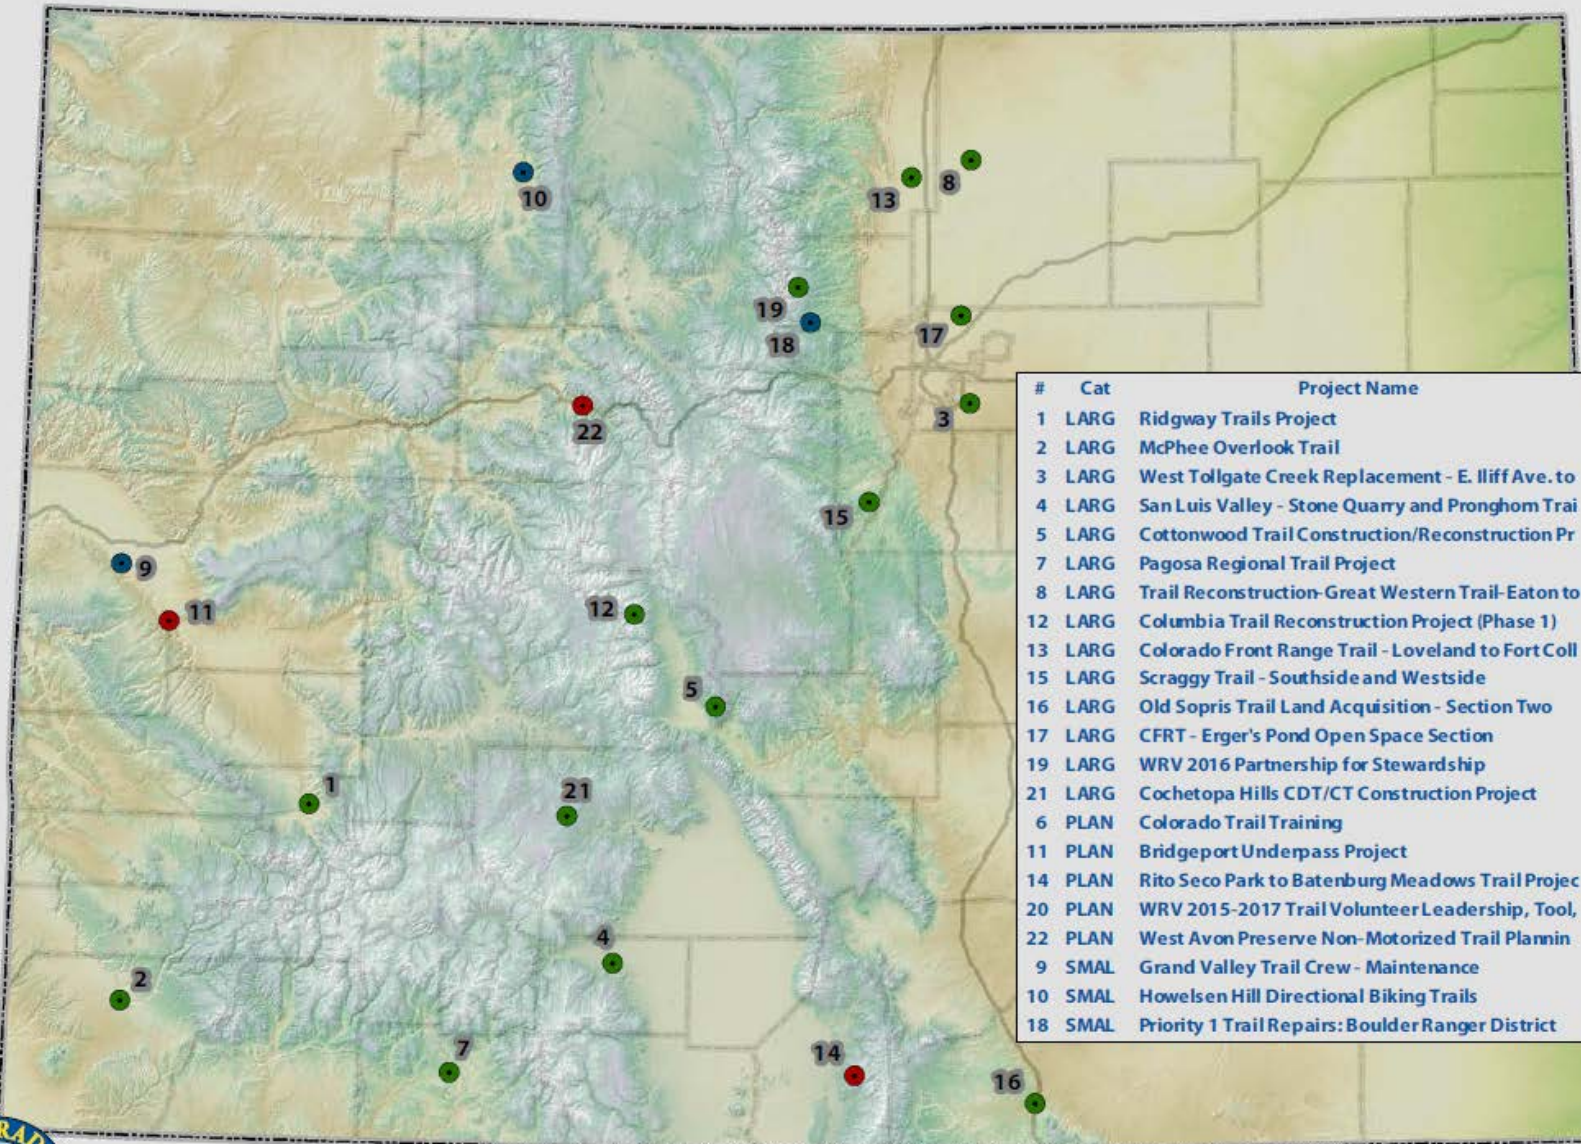 10
13
8
19
18
17
3
22
15
9
11
12
5
1
21
4
2
7
14
16
# Cat Project Name
1 LARG Ridgway Trails Project
2 LARG McPhee Overlook Trail
3 LARG West Tollgate Creek Replacement - E. Iliff Ave. to
4 LARG San Luis Valley - Stone Quarry and Pronghorn Trai
5 LARG Cottonwood Trail Construction/Reconstruction Pr
7 LARG Pagosa Regional Trail Project
8 LARG Trail Reconstruction-Great Western Trail-Eaton to
12 LARG Columbia Trail Reconstruction Project (Phase 1)
13 LARG Colorado Front Range Trail - Loveland to Fort Coll
15 LARG Scraggy Trail - Southside and Westside
16 LARG Old Sopris Trail Land Acquisition - Section Two
17 LARG CFRT - Erger's Pond Open Space Section
19 LARG WRV 2016 Partnership for Stewardship
21 LARG Cochetopa Hills CDT/CT Construction Project
6 PLAN Colorado Trail Training
11 PLAN Bridgeport Underpass Project
14 PLAN Rito Seco Park to Batenburg Meadows Trail Projec
20 PLAN WRV 2015-2017 Trail Volunteer Leadership, Tool,
22 PLAN West Avon Preserve Non-Motorized Trail Plannin
9 SMAL Grand Valley Trail Crew - Maintenance
10 SMAL Howelsen Hill Directional Biking Trails
18 SMAL Priority 1 Trail Repairs: Boulder Ranger District
RAD